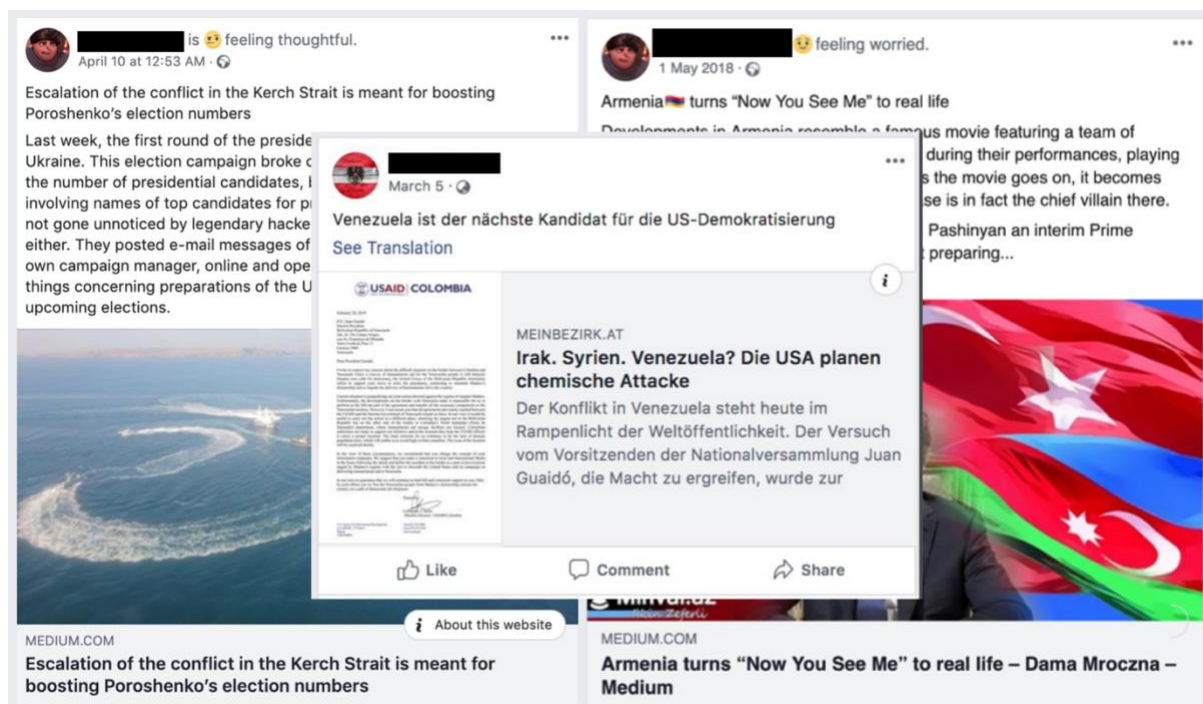 is feeling thoughtful.
April 10 at 12:53 AM ·
Escalation of the conflict in the Kerch Strait is meant for boosting
Poroshenko's election numbers
Last week, the first round of the preside
Ukraine. This election campaign broke
the number of presidential candidates,
involving names of top candidates for
not gone unnoticed by legendary hacke
either. They posted e-mail messages of
own campaign manager, online and ope
things concerning preparations of the U
upcoming elections.
i About this website
MEDIUM.COM
Escalation of the conflict in the Kerch Strait is meant for
boosting Poroshenko's election numbers
March 5 ·
Venezuela ist der nächste Kandidat für die US-Demokratisierung
See Translation
USAID COLOMBIA
i
MEINBEZIRK.AT
Irak. Syrien. Venezuela? Die USA planen
chemische Attacke
Der Konflikt in Venezuela steht heute im
Rampenlicht der Weltöffentlichkeit. Der Versuch
vom Vorsitzenden der Nationalversammlung Juan
Guaidó, die Macht zu ergreifen, wurde zur
Like Comment Share
feeling worried.
1 May 2018 ·
Armenia turns “Now You See Me” to real life
Developments in Armenia resemble a famous movie featuring a team of
during their performances, playing
s the movie goes on, it becomes
se is in fact the chief villain there.
Pashinyan an interim Prime
preparing...
MEDIUM.COM
Armenia turns “Now You See Me” to real life – Dama Mroczna –
Medium